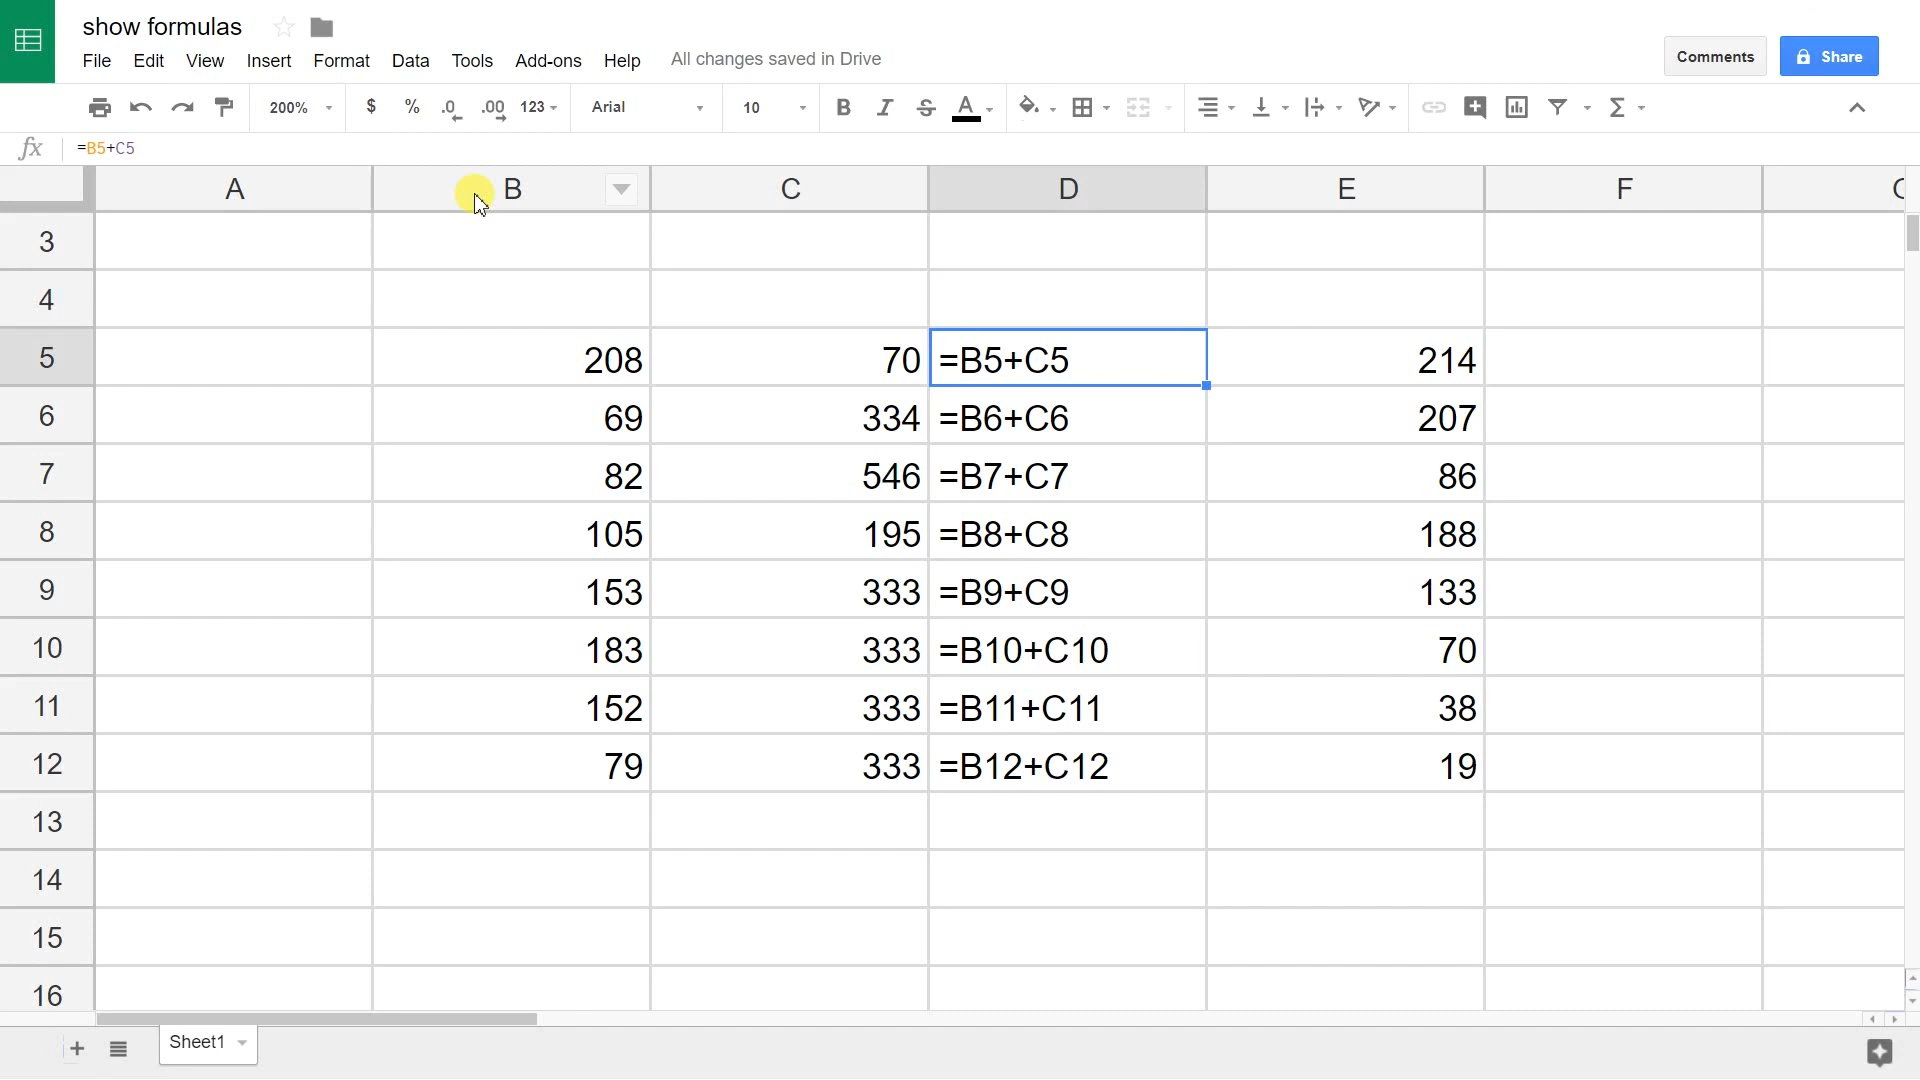 show formulas
File Edit View Insert Format Data Tools Add-ons Help All changes saved in Drive
Comments Share
200% $ % .0 .00 123 Arial 10 B I S A Σ
fx =B5+C5
A B C D E F
3
4
5 208 70 =B5+C5 214
6 69 334 =B6+C6 207
7 82 546 =B7+C7 86
8 105 195 =B8+C8 188
9 153 333 =B9+C9 133
10 183 333 =B10+C10 70
11 152 333 =B11+C11 38
12 79 333 =B12+C12 19
13
14
15
16
+ Sheet1